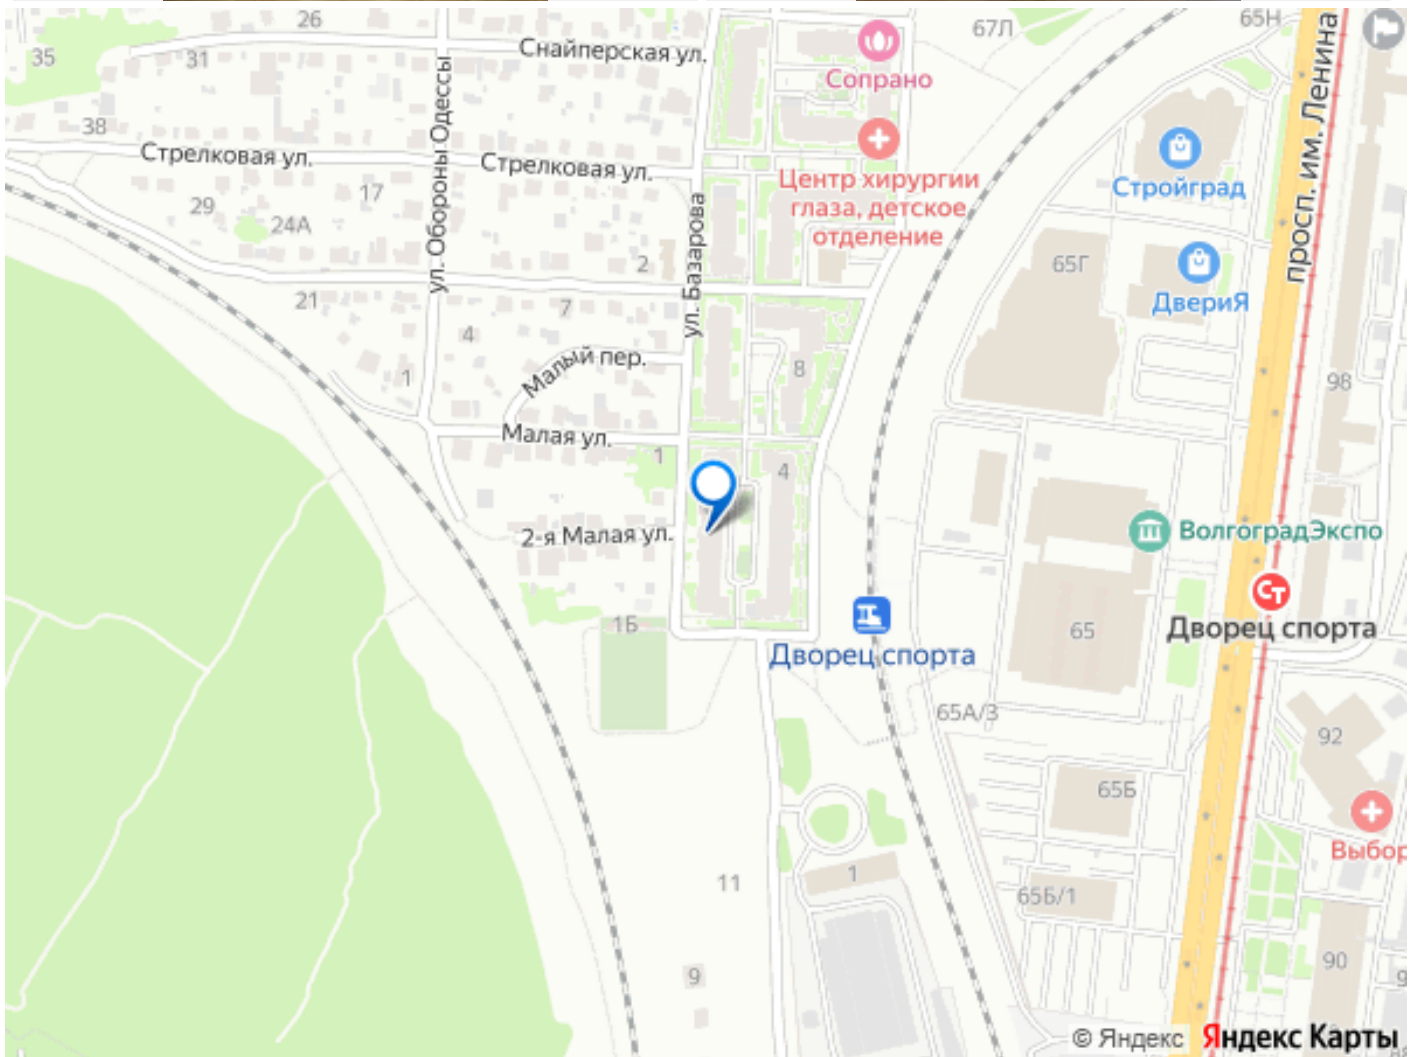 26
67Л
65Н
35
31
Снайперская ул.
Сопрано
просп. им. Ленина
ул. Обороны Одессы
38
Стрелковая ул.
Стрелковая ул.
Центр хирургии
глаза, детское
отделение
Стройград
17
29
24А
ул. Базарова
2
65Г
ДвериЯ
21
7
4
Малый пер.
8
1
98
Малая ул.
1
4
2-я Малая ул.
ВолгоградЭкспо
СТ
Дворец спорта
1Б
65
Дворец спорта
65А/3
92
65Б
Выбор
11
1
65Б/1
9
90
© Яндекс
Яндекс Карты